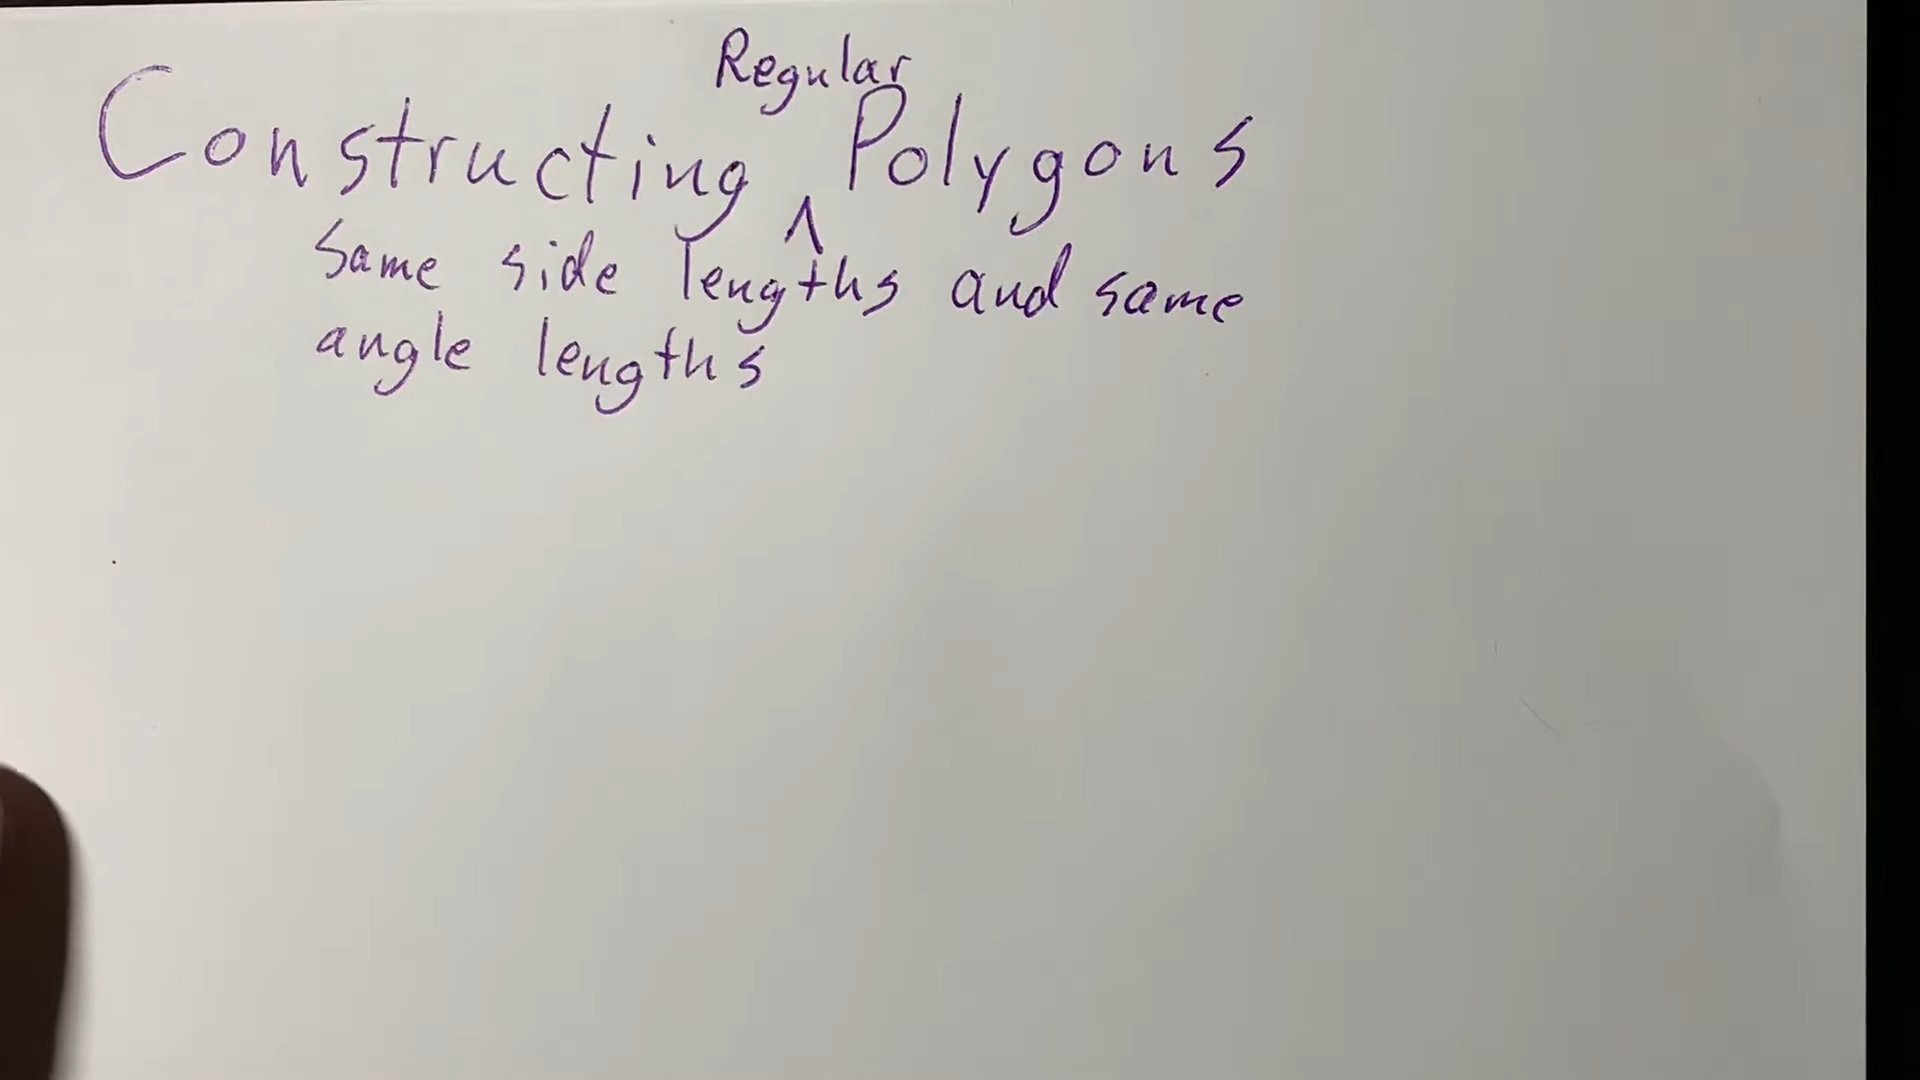 Regular
Constructing ^ Polygons
Same side lengths and same
angle lengths